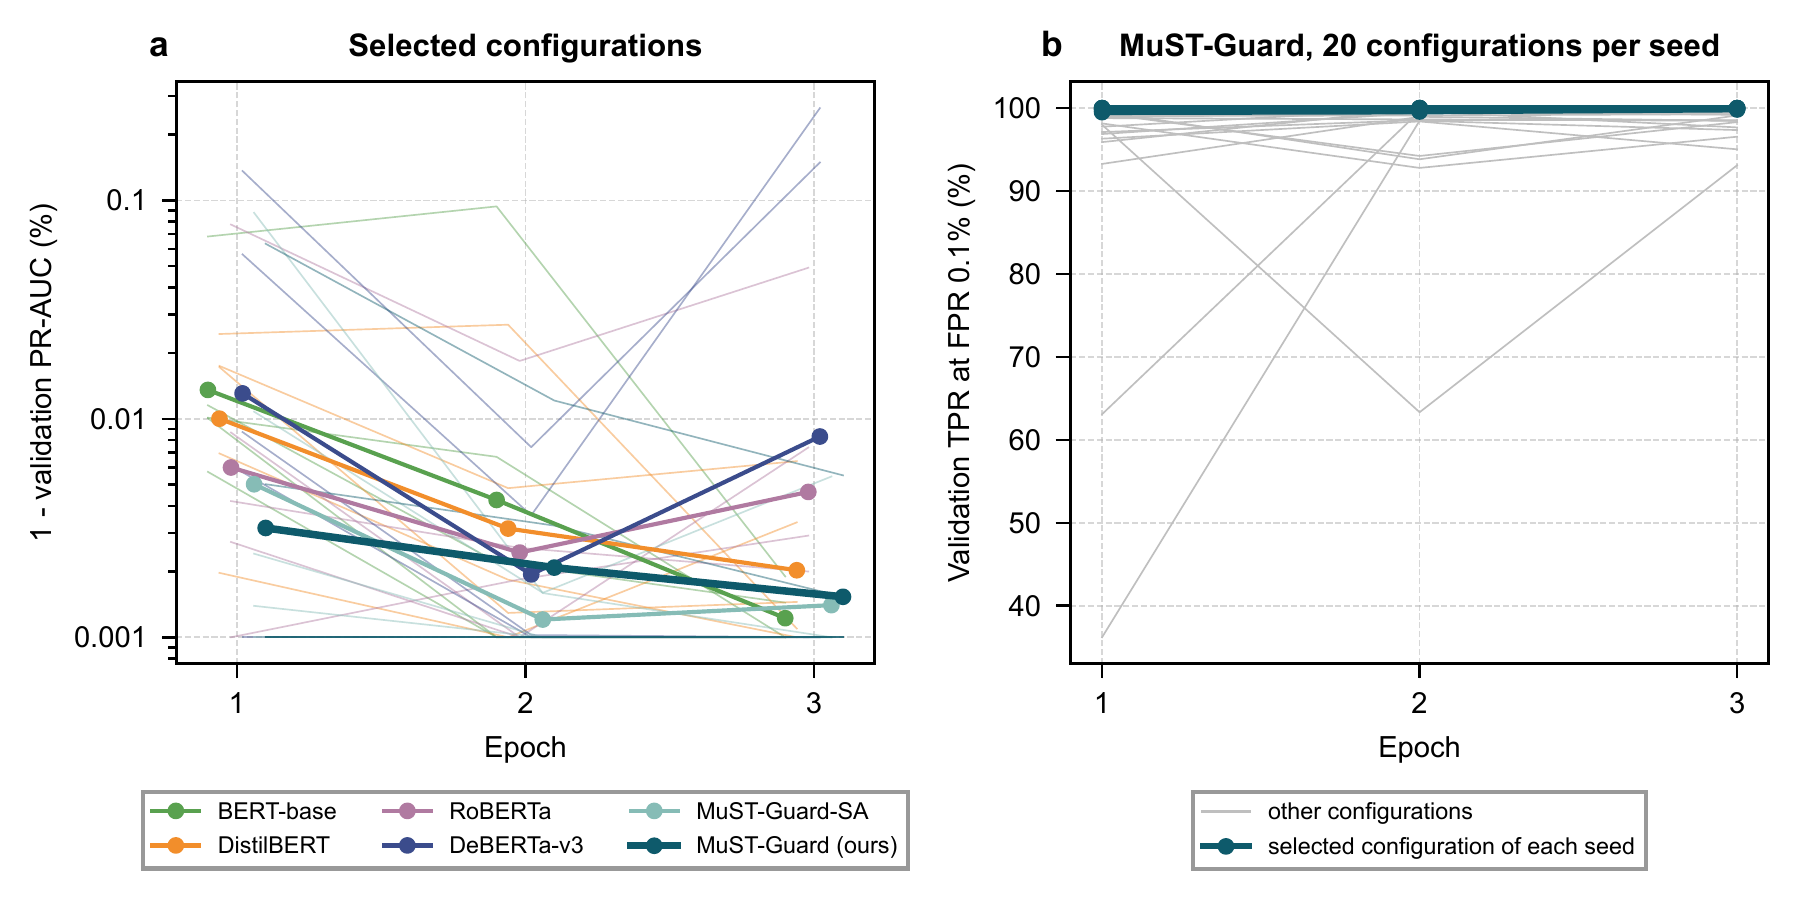 a
Selected configurations
1 - validation PR-AUC (%)
0.1
0.01
0.001
1
2
3
Epoch
BERT-base
DistilBERT
RoBERTa
DeBERTa-v3
MuST-Guard-SA
MuST-Guard (ours)
b
MuST-Guard, 20 configurations per seed
Validation TPR at FPR 0.1% (%)
100
90
80
70
60
50
40
1
2
3
Epoch
other configurations
selected configuration of each seed